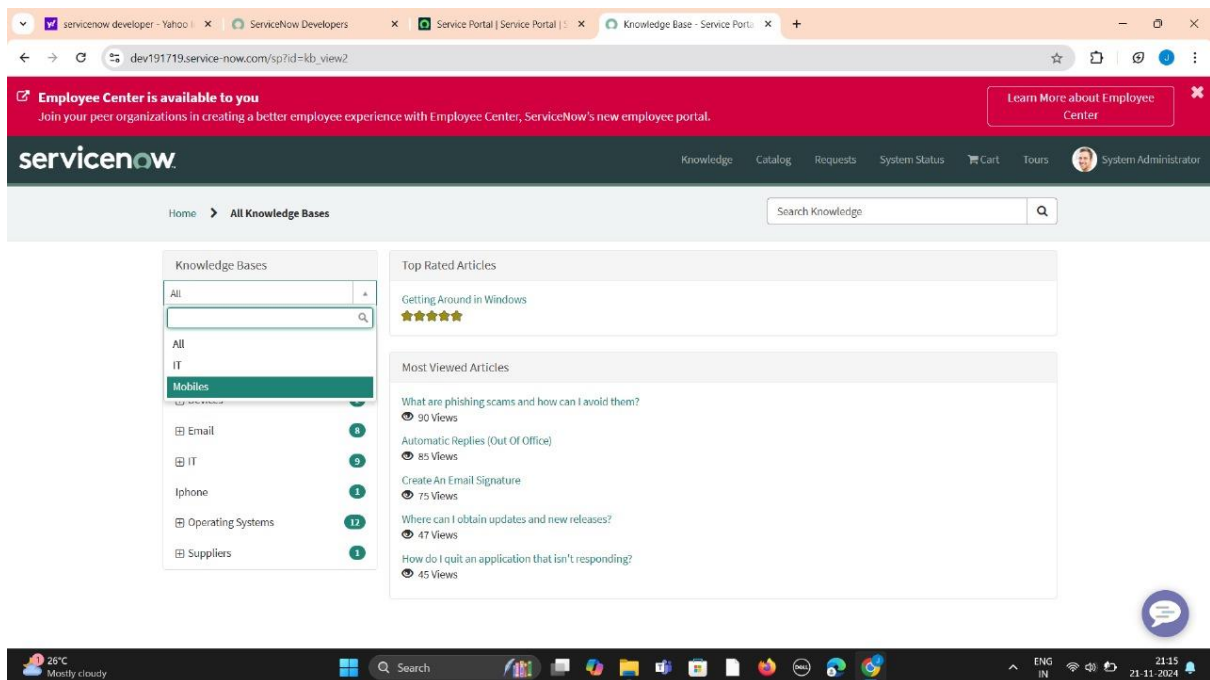 servicenow developer - Yahoo
ServiceNow Developers
Service Portal | Service Portal |
Knowledge Base - Service Port
dev191719.service-now.com/sp?id=kb_view2
J
Employee Center is available to you
Join your peer organizations in creating a better employee experience with Employee Center, ServiceNow's new employee portal.
Learn More about Employee
Center
servicenow
Knowledge
Catalog
Requests
System Status
Cart
Tours
System Administrator
Home > All Knowledge Bases
Search Knowledge
Knowledge Bases
All
All
IT
Mobiles
Email 8
IT 9
Iphone 1
Operating Systems 12
Suppliers 1
Top Rated Articles
Getting Around in Windows
Most Viewed Articles
What are phishing scams and how can I avoid them?
90 Views
Automatic Replies (Out Of Office)
85 Views
Create An Email Signature
75 Views
Where can I obtain updates and new releases?
47 Views
How do I quit an application that isn't responding?
45 Views
1
26°C
Mostly cloudy
Search
DELL
ENG
IN
21:15
21-11-2024